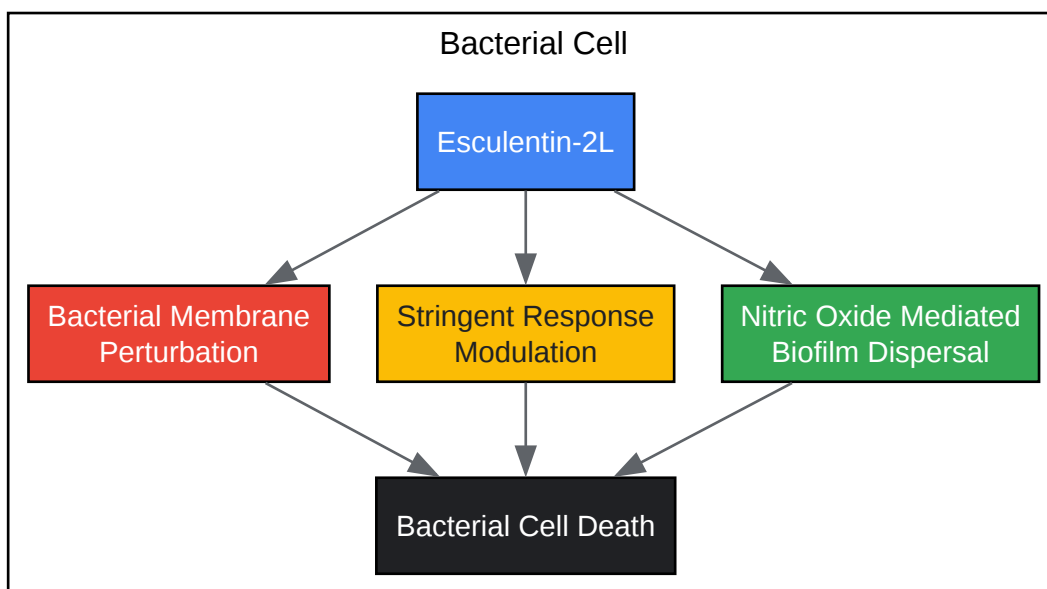 Bacterial Cell
Esculentin-2L
Bacterial Membrane
Perturbation
Stringent Response
Modulation
Nitric Oxide Mediated
Biofilm Dispersal
Bacterial Cell Death